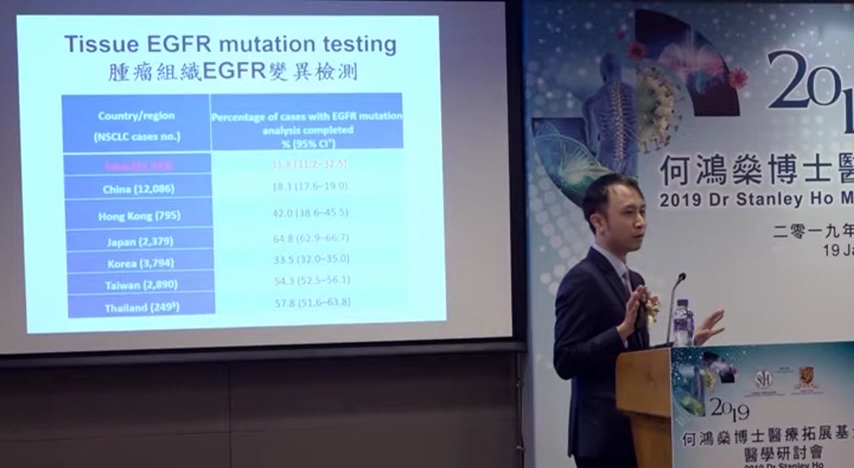 Tissue EGFR mutation testing
腫瘤組織EGFR變異檢測
Country/region
(NSCLC cases no.)
Percentage of cases with EGFR mutation
analysis completed
% (95% CI
31.8 (31.2–32.5)
China (12,086)
18.3 (17.6–19.0)
Hong Kong (795)
42.0 (38.6–45.5)
Japan (2,379)
64.8 (62.9–66.7)
Korea (3,794)
33.5 (32.0–35.0)
Taiwan (2,890)
54.3 (52.5–56.1)
Thailand (249§)
57.8 (51.6–63.8)
2019
何鴻燊博士醫
2019 Dr Stanley Ho M
二零一九年
19 Ja
2019
何鴻燊博士醫療拓展基金
醫學研討會
2019 Dr Stanley Ho